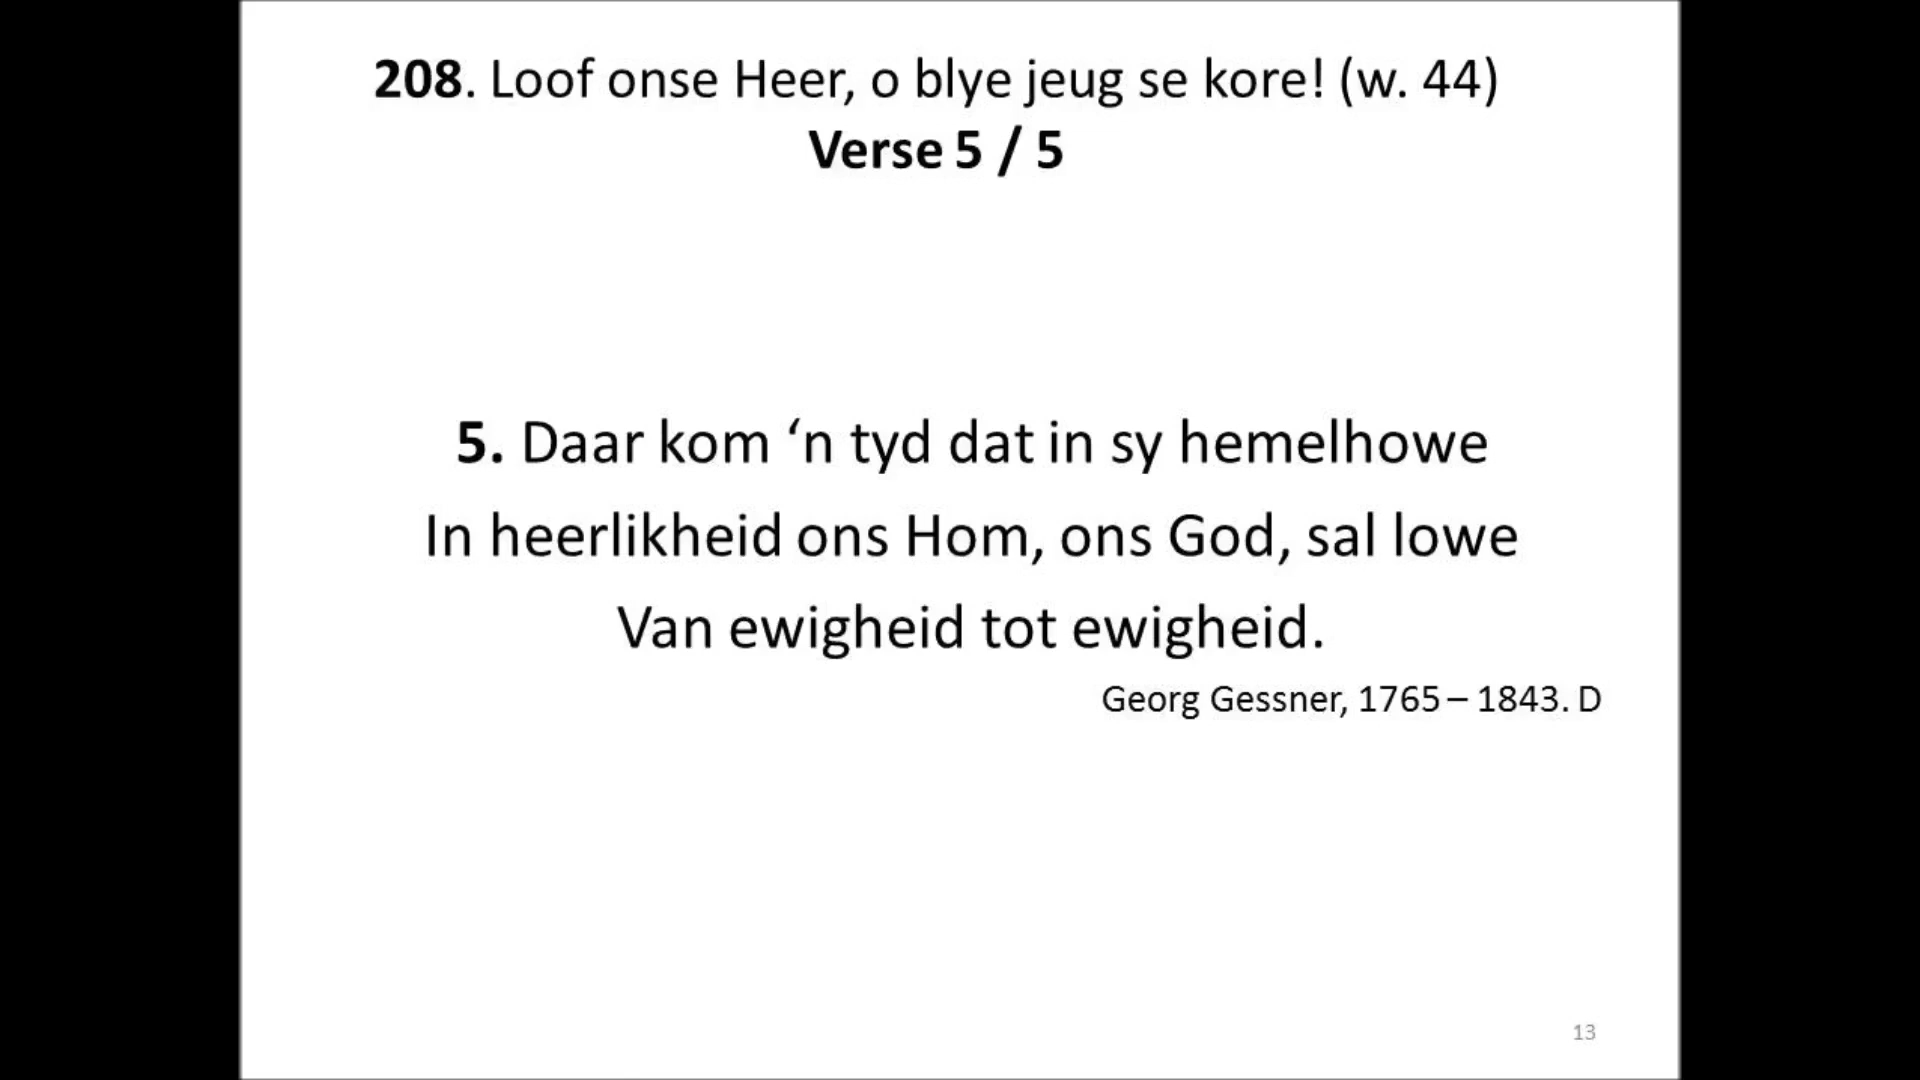 208. Loof onse Heer, o blye jeug se kore! (w. 44)
Verse 5 / 5
5. Daar kom ‘n tyd dat in sy hemelhowe
In heerlikheid ons Hom, ons God, sal lowe
Van ewigheid tot ewigheid.
Georg Gessner, 1765 – 1843. D
13